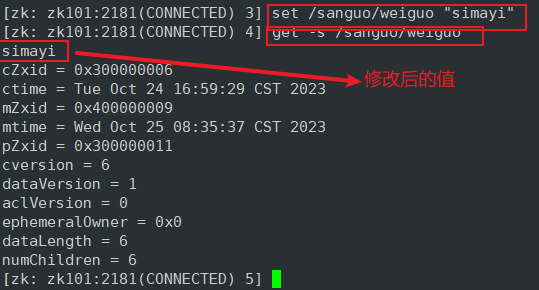 [zk: zk101:2181(CONNECTED) 3] set /sanguo/weiguo "simayi"
[zk: zk101:2181(CONNECTED) 4] get -s /sanguo/weiguo
simayi
cZxid = 0x300000006
修改后的值
ctime = Tue Oct 24 16:59:29 CST 2023
mZxid = 0x400000009
mtime = Wed Oct 25 08:35:37 CST 2023
pZxid = 0x300000011
cversion = 6
dataVersion = 1
aclVersion = 0
ephemeralOwner = 0x0
dataLength = 6
numChildren = 6
[zk: zk101:2181(CONNECTED) 5]